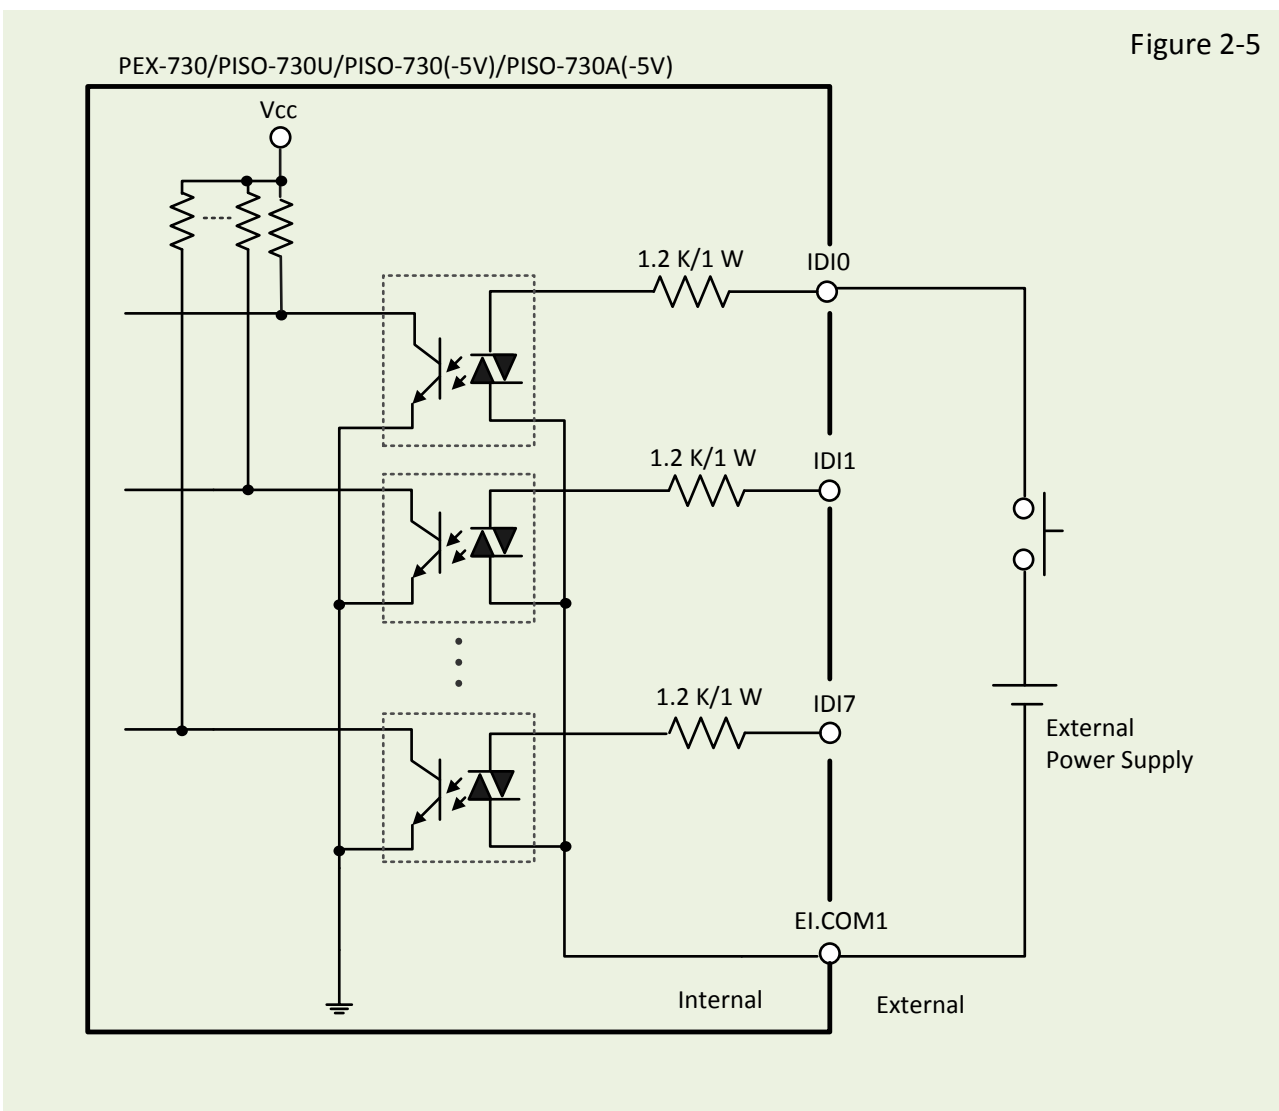 Figure 2-5
PEX-730/PISO-730U/PISO-730(-5V)/PISO-730A(-5V)
Vcc
1.2 K/1 W
IDI0
1.2 K/1 W
IDI1
1.2 K/1 W
IDI7
External
Power Supply
EI.COM1
Internal
External